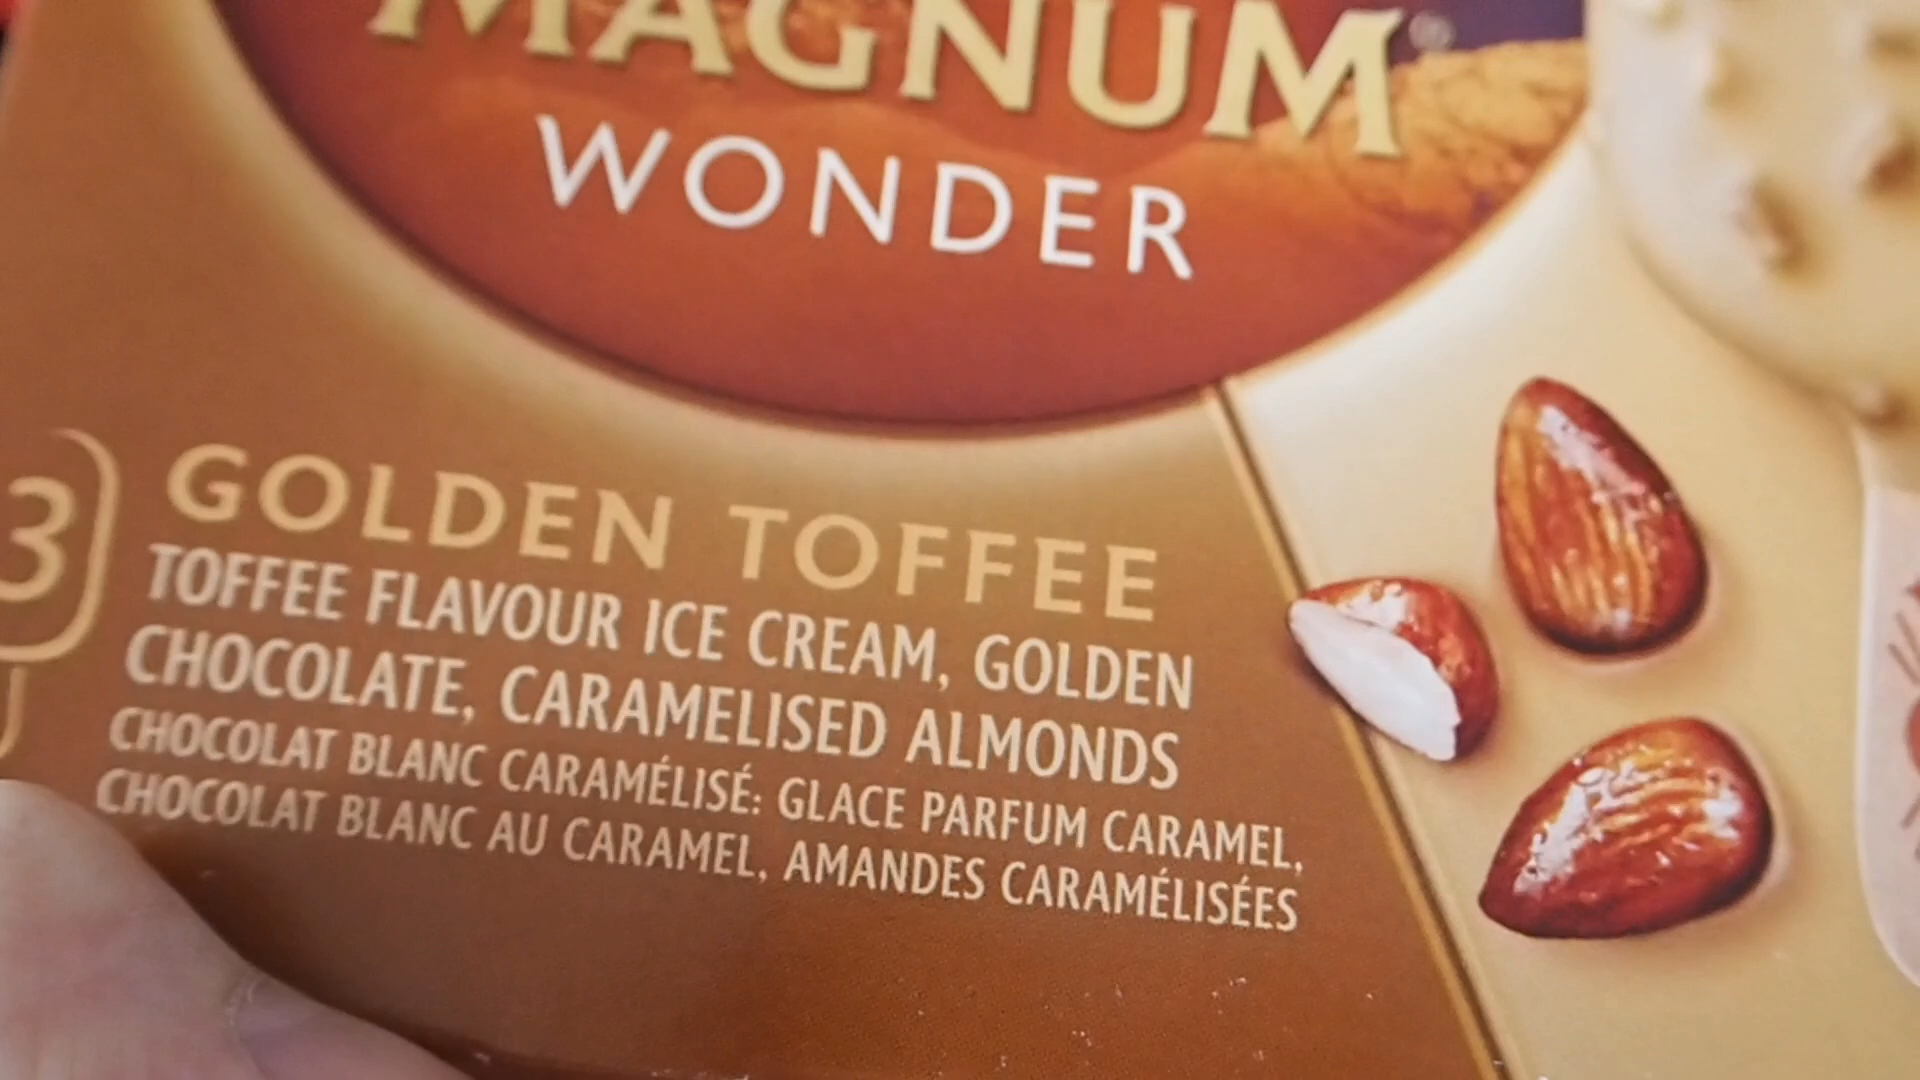 MAGNUM
WONDER
3
GOLDEN TOFFEE
TOFFEE FLAVOUR ICE CREAM, GOLDEN
CHOCOLATE, CARAMELISED ALMONDS
CHOCOLAT BLANC CARAMÉLISÉ: GLACE PARFUM CARAMEL,
CHOCOLAT BLANC AU CARAMEL, AMANDES CARAMÉLISÉES